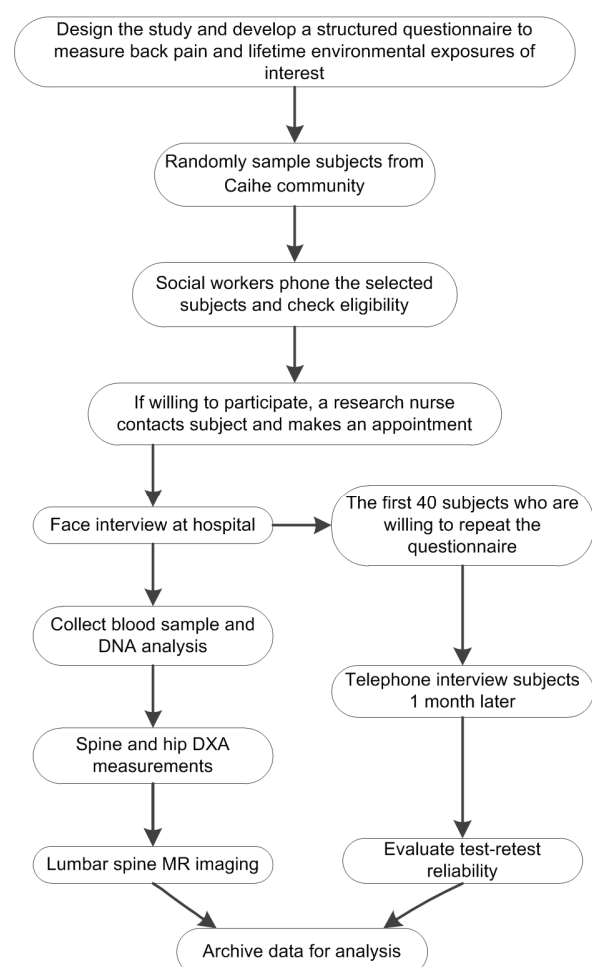 Design the study and develop a structured questionnaire to
measure back pain and lifetime environmental exposures of
interest
Randomly sample subjects from
Caihe community
Social workers phone the selected
subjects and check eligibility
If willing to participate, a research nurse
contacts subject and makes an appointment
Face interview at hospital
The first 40 subjects who are
willing to repeat the
questionnaire
Collect blood sample and
DNA analysis
Telephone interview subjects
1 month later
Spine and hip DXA
measurements
Lumbar spine MR imaging
Evaluate test-retest
reliability
Archive data for analysis